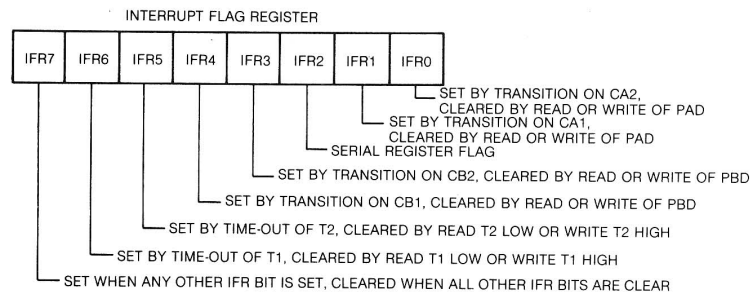 INTERRUPT FLAG REGISTER
IFR7 IFR6 IFR5 IFR4 IFR3 IFR2 IFR1 IFR0
SET BY TRANSITION ON CA2,
CLEARED BY READ OR WRITE OF PAD
SET BY TRANSITION ON CA1,
CLEARED BY READ OR WRITE OF PAD
SERIAL REGISTER FLAG
SET BY TRANSITION ON CB2, CLEARED BY READ OR WRITE OF PBD
SET BY TRANSITION ON CB1, CLEARED BY READ OR WRITE OF PBD
SET BY TIME-OUT OF T2, CLEARED BY READ T2 LOW OR WRITE T2 HIGH
SET BY TIME-OUT OF T1, CLEARED BY READ T1 LOW OR WRITE T1 HIGH
SET WHEN ANY OTHER IFR BIT IS SET, CLEARED WHEN ALL OTHER IFR BITS ARE CLEAR